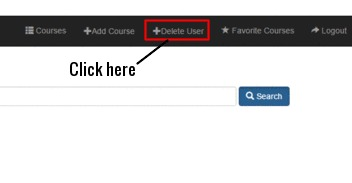 Courses +Add Course +Delete User ★ Favorite Courses Logout
Click here
Search